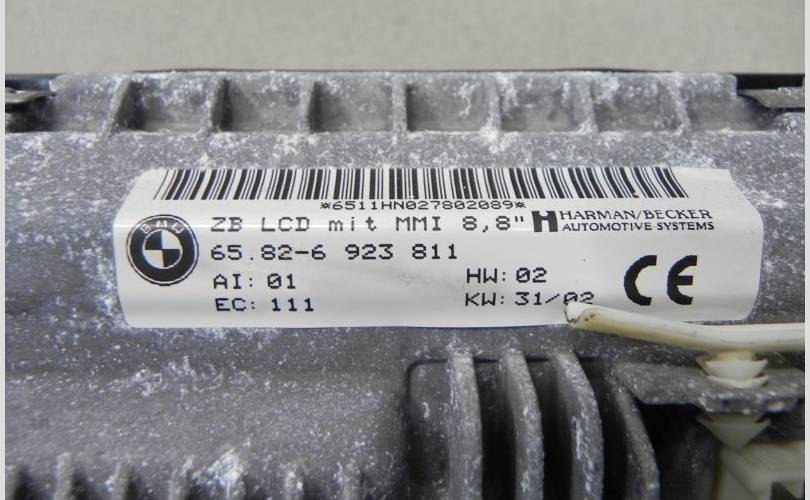 *6511HN027802089*
BMW
ZB LCD mit MMI 8,8"
HARMAN/BECKER
AUTOMOTIVE SYSTEMS
65.82-6 923 811
AI: 01
HW: 02
EC: 111
KW: 31/02
CE